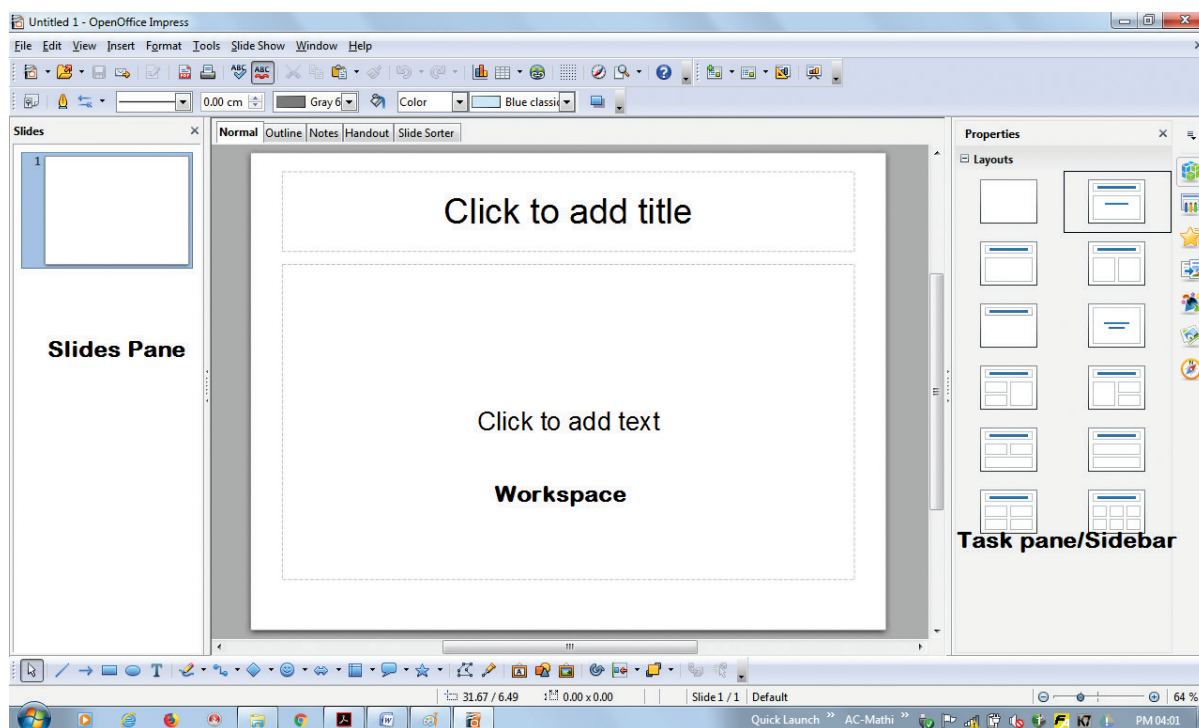 Untitled 1 - OpenOffice Impress
File Edit View Insert Format Tools Slide Show Window Help
0.00 cm Gray 6 Color Blue classic
Slides
Normal Outline Notes Handout Slide Sorter
Properties
Layouts
1
Click to add title
Slides Pane
Click to add text
Workspace
Task pane/Sidebar
31.67 / 6.49 0.00 x 0.00 Slide 1 / 1 Default 64 %
Quick Launch » AC-Mathi » PM 04:01